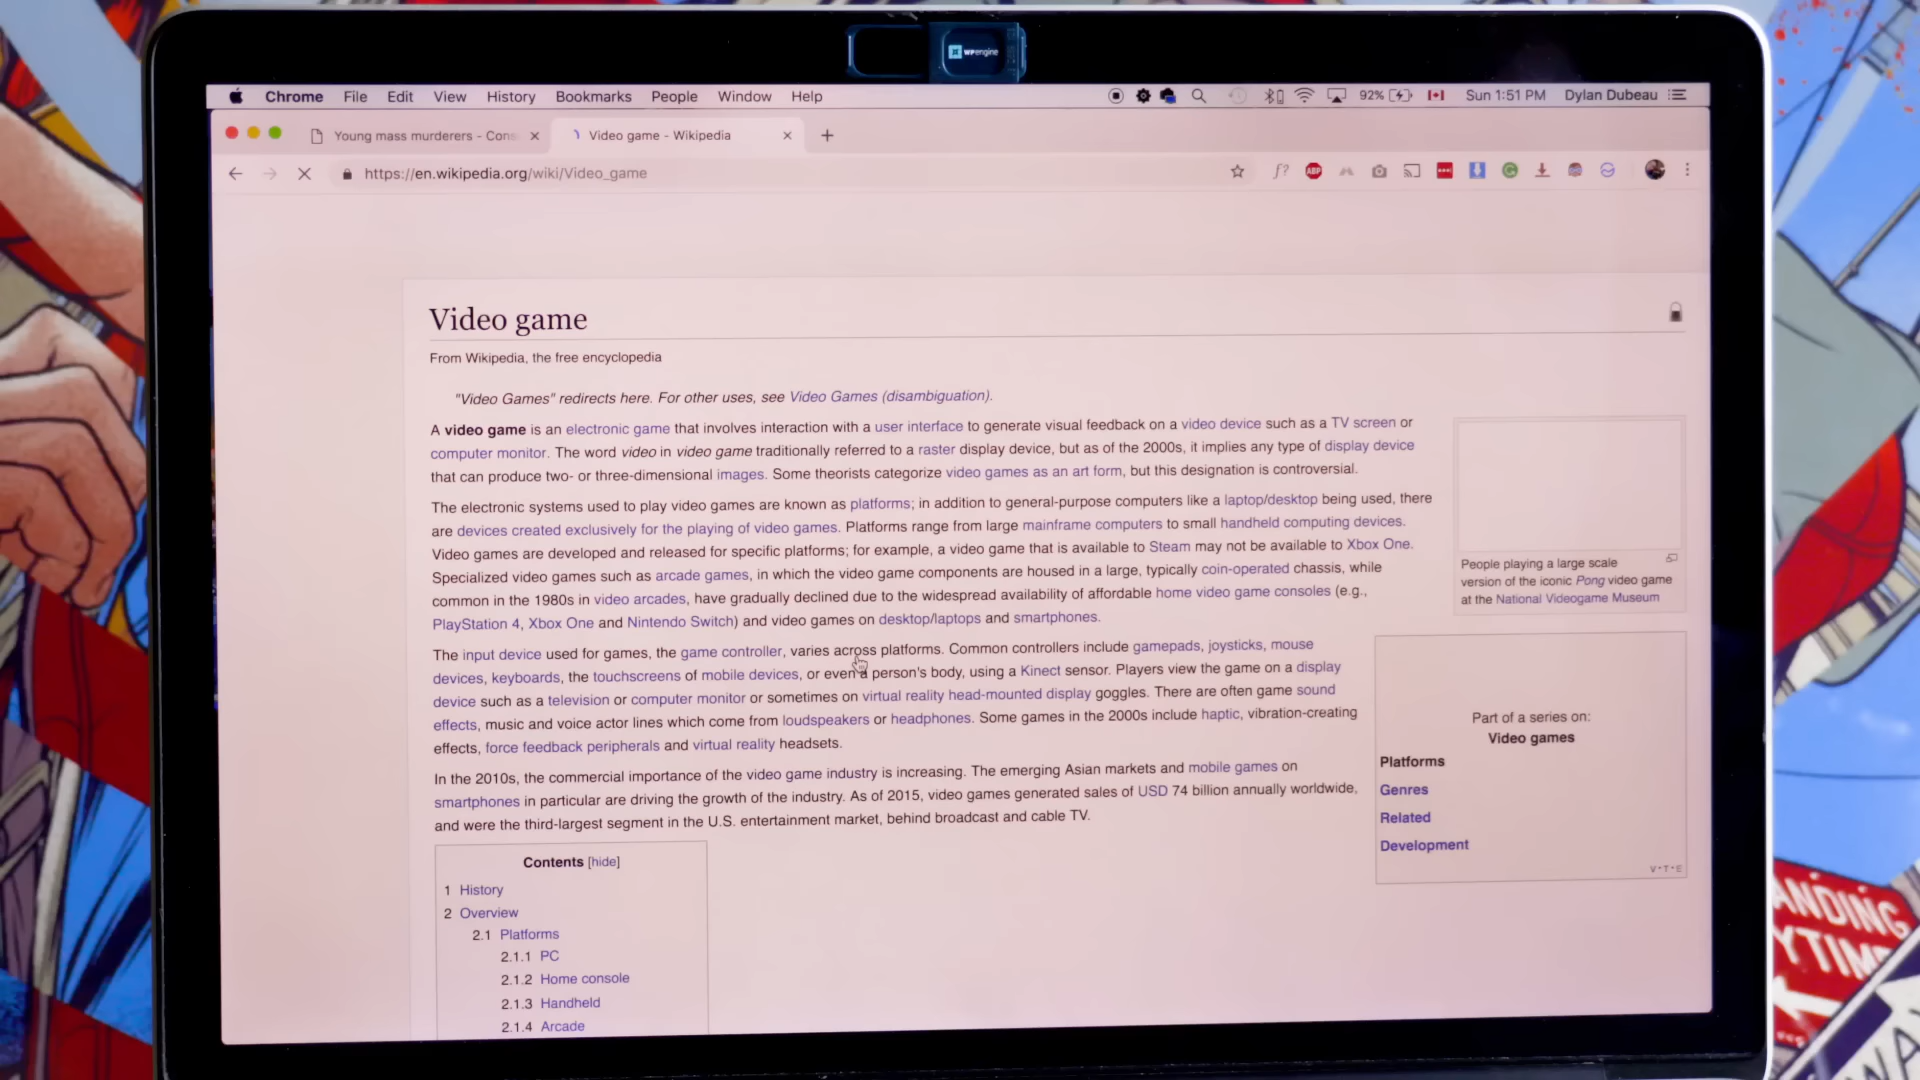 WPengine
Chrome File Edit View History Bookmarks People Window Help 92% Sun 1:51 PM Dylan Dubeau
Young mass murderers - Cons Video game - Wikipedia
https://en.wikipedia.org/wiki/Video_game
f? ABP
Video game
From Wikipedia, the free encyclopedia
"Video Games" redirects here. For other uses, see Video Games (disambiguation).
A video game is an electronic game that involves interaction with a user interface to generate visual feedback on a video device such as a TV screen or
computer monitor. The word video in video game traditionally referred to a raster display device, but as of the 2000s, it implies any type of display device
that can produce two- or three-dimensional images. Some theorists categorize video games as an art form, but this designation is controversial.
The electronic systems used to play video games are known as platforms; in addition to general-purpose computers like a laptop/desktop being used, there
are devices created exclusively for the playing of video games. Platforms range from large mainframe computers to small handheld computing devices.
Video games are developed and released for specific platforms; for example, a video game that is available to Steam may not be available to Xbox One.
Specialized video games such as arcade games, in which the video game components are housed in a large, typically coin-operated chassis, while
common in the 1980s in video arcades, have gradually declined due to the widespread availability of affordable home video game consoles (e.g.,
PlayStation 4, Xbox One and Nintendo Switch) and video games on desktop/laptops and smartphones.
The input device used for games, the game controller, varies across platforms. Common controllers include gamepads, joysticks, mouse
devices, keyboards, the touchscreens of mobile devices, or even a person's body, using a Kinect sensor. Players view the game on a display
device such as a television or computer monitor or sometimes on virtual reality head-mounted display goggles. There are often game sound
effects, music and voice actor lines which come from loudspeakers or headphones. Some games in the 2000s include haptic, vibration-creating
effects, force feedback peripherals and virtual reality headsets.
In the 2010s, the commercial importance of the video game industry is increasing. The emerging Asian markets and mobile games on
smartphones in particular are driving the growth of the industry. As of 2015, video games generated sales of USD 74 billion annually worldwide,
and were the third-largest segment in the U.S. entertainment market, behind broadcast and cable TV.
People playing a large scale
version of the iconic Pong video game
at the National Videogame Museum
Part of a series on:
Video games
Platforms
Genres
Related
Development
V·T·E
Contents [hide]
1 History
2 Overview
2.1 Platforms
2.1.1 PC
2.1.2 Home console
2.1.3 Handheld
2.1.4 Arcade
ANDING
YTIM